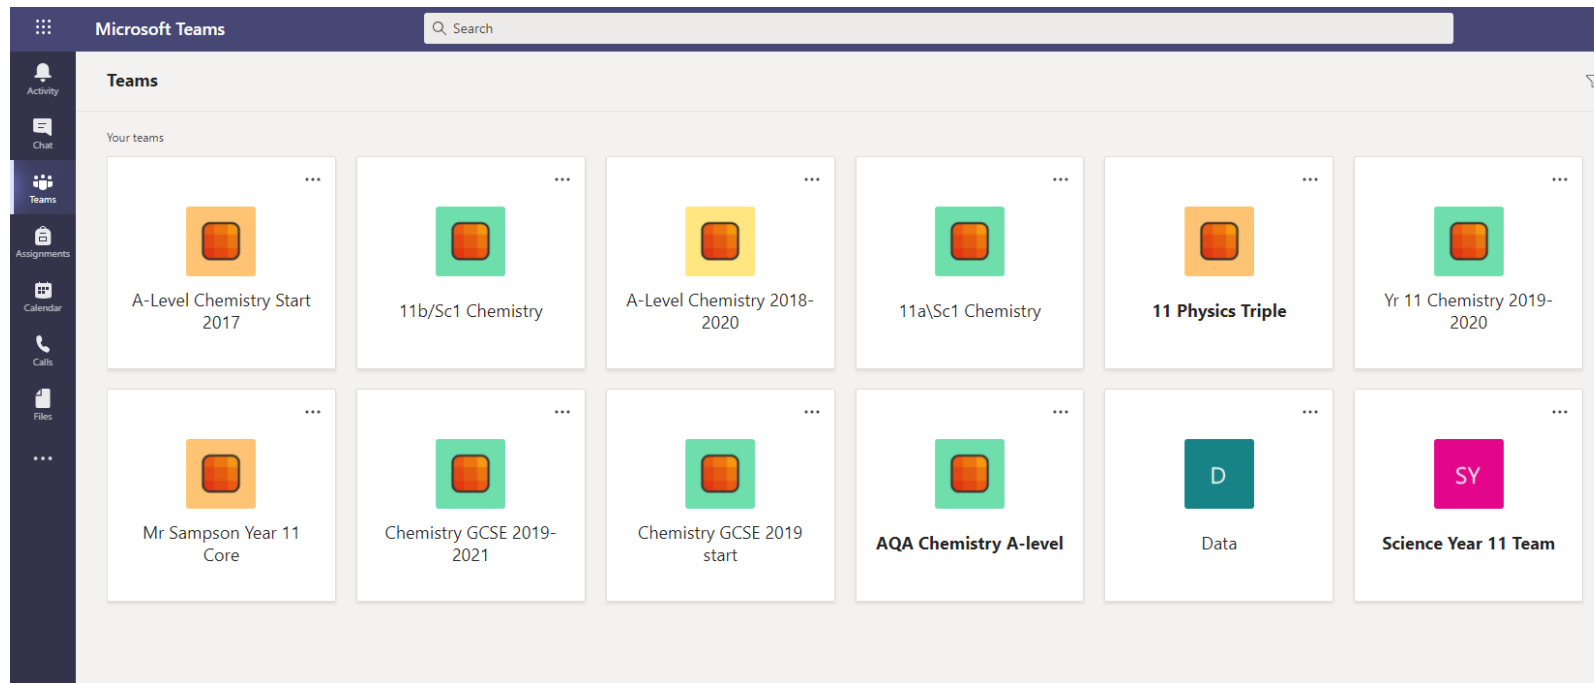 Microsoft Teams
Search
Activity
Chat
Teams
Assignments
Calendar
Calls
Files
Teams
Your teams
A-Level Chemistry Start
2017
11b/Sc1 Chemistry
A-Level Chemistry 2018-
2020
11a\Sc1 Chemistry
11 Physics Triple
Yr 11 Chemistry 2019-
2020
Mr Sampson Year 11
Core
Chemistry GCSE 2019-
2021
Chemistry GCSE 2019
start
AQA Chemistry A-level
D
Data
SY
Science Year 11 Team